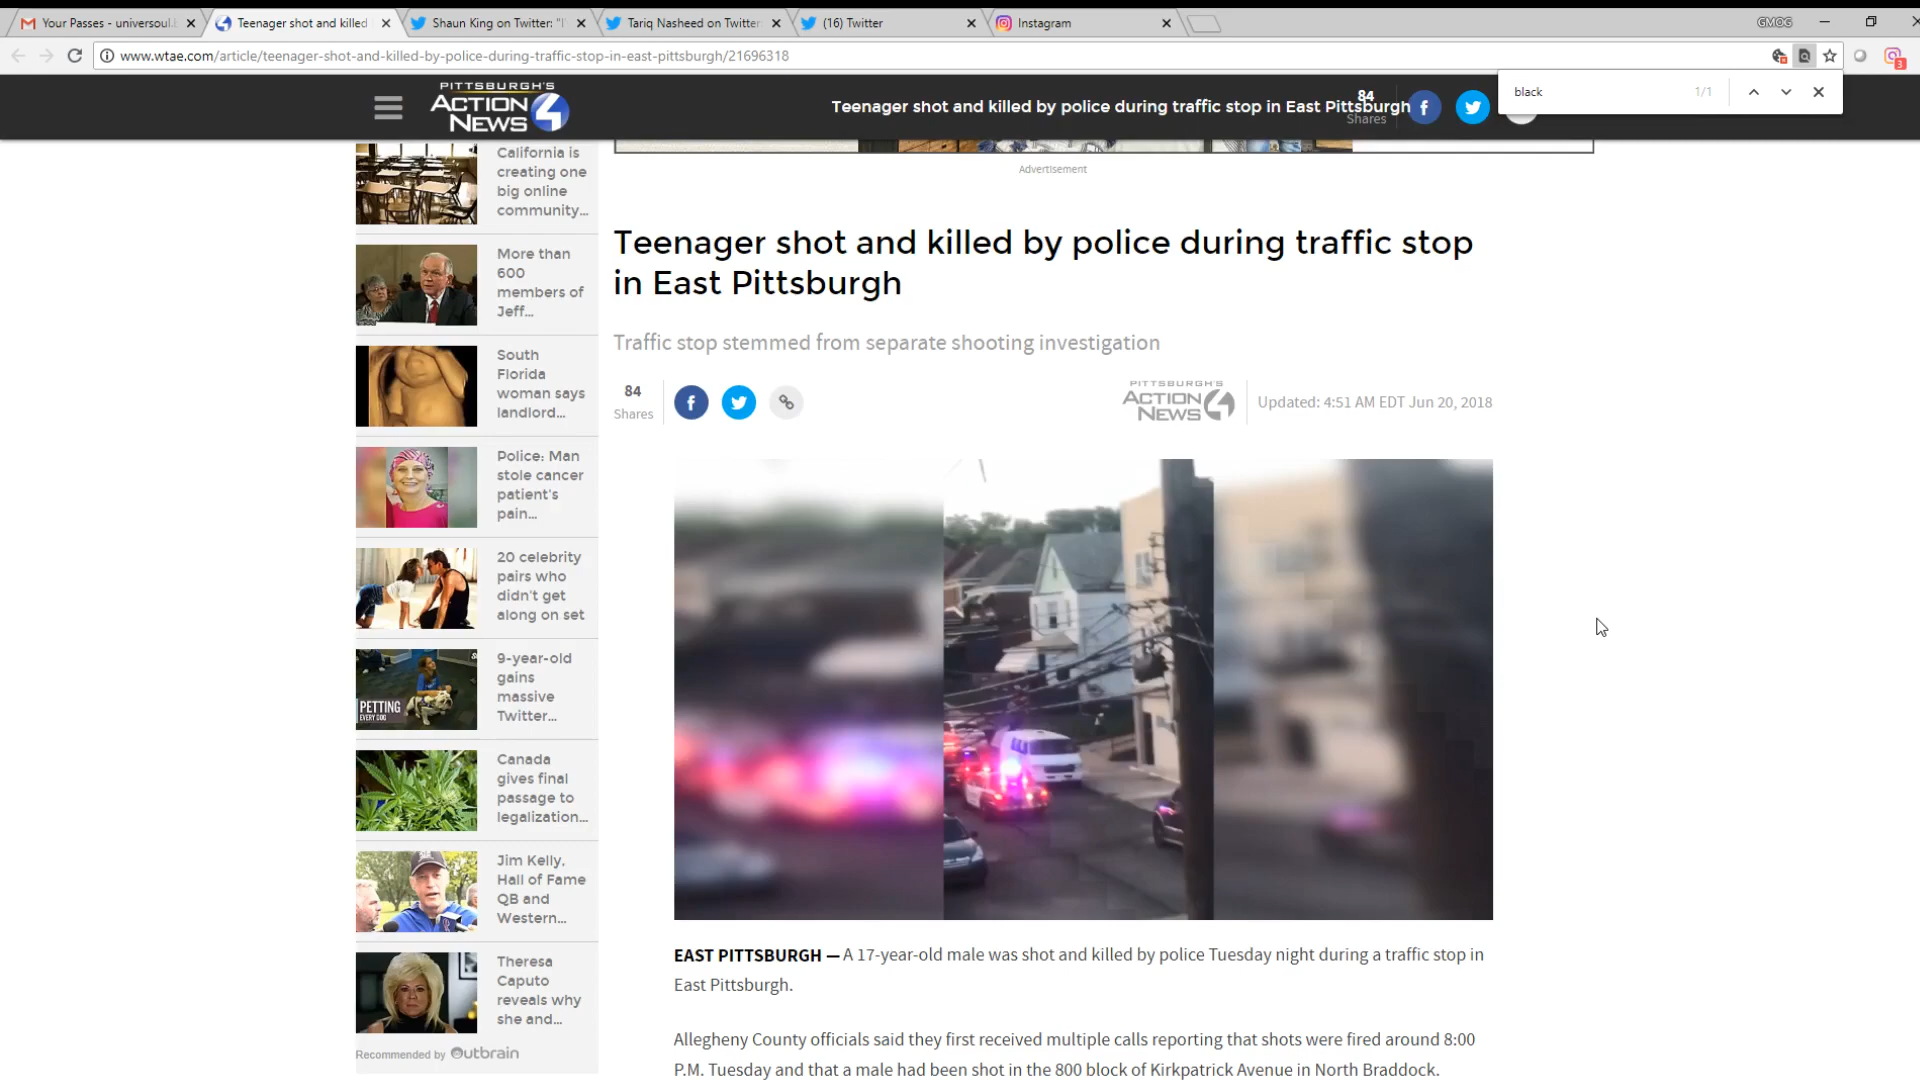 Your Passes - universoul.
Teenager shot and killed
Shaun King on Twitter: "I
Tariq Nasheed on Twitter
(16) Twitter
Instagram
GMOG
www.wtae.com/article/teenager-shot-and-killed-by-police-during-traffic-stop-in-east-pittsburgh/21696318
3
black
1/1
PITTSBURGH'S
ACTION
NEWS 4
Teenager shot and killed by police during traffic stop in East Pittsburgh
84
Shares
Advertisement
California is
creating one
big online
community...
More than
600
members of
Jeff...
South
Florida
woman says
landlord...
Police: Man
stole cancer
patient's
pain...
20 celebrity
pairs who
didn't get
along on set
PETTING
EVERY DOG
9-year-old
gains
massive
Twitter...
Canada
gives final
passage to
legalization...
Jim Kelly,
Hall of Fame
QB and
Western...
Theresa
Caputo
reveals why
she and...
Recommended by Outbrain
Teenager shot and killed by police during traffic stop
in East Pittsburgh
Traffic stop stemmed from separate shooting investigation
84
Shares
PITTSBURGH'S
ACTION
NEWS 4
Updated: 4:51 AM EDT Jun 20, 2018
EAST PITTSBURGH — A 17-year-old male was shot and killed by police Tuesday night during a traffic stop in
East Pittsburgh.
Allegheny County officials said they first received multiple calls reporting that shots were fired around 8:00
P.M. Tuesday and that a male had been shot in the 800 block of Kirkpatrick Avenue in North Braddock.